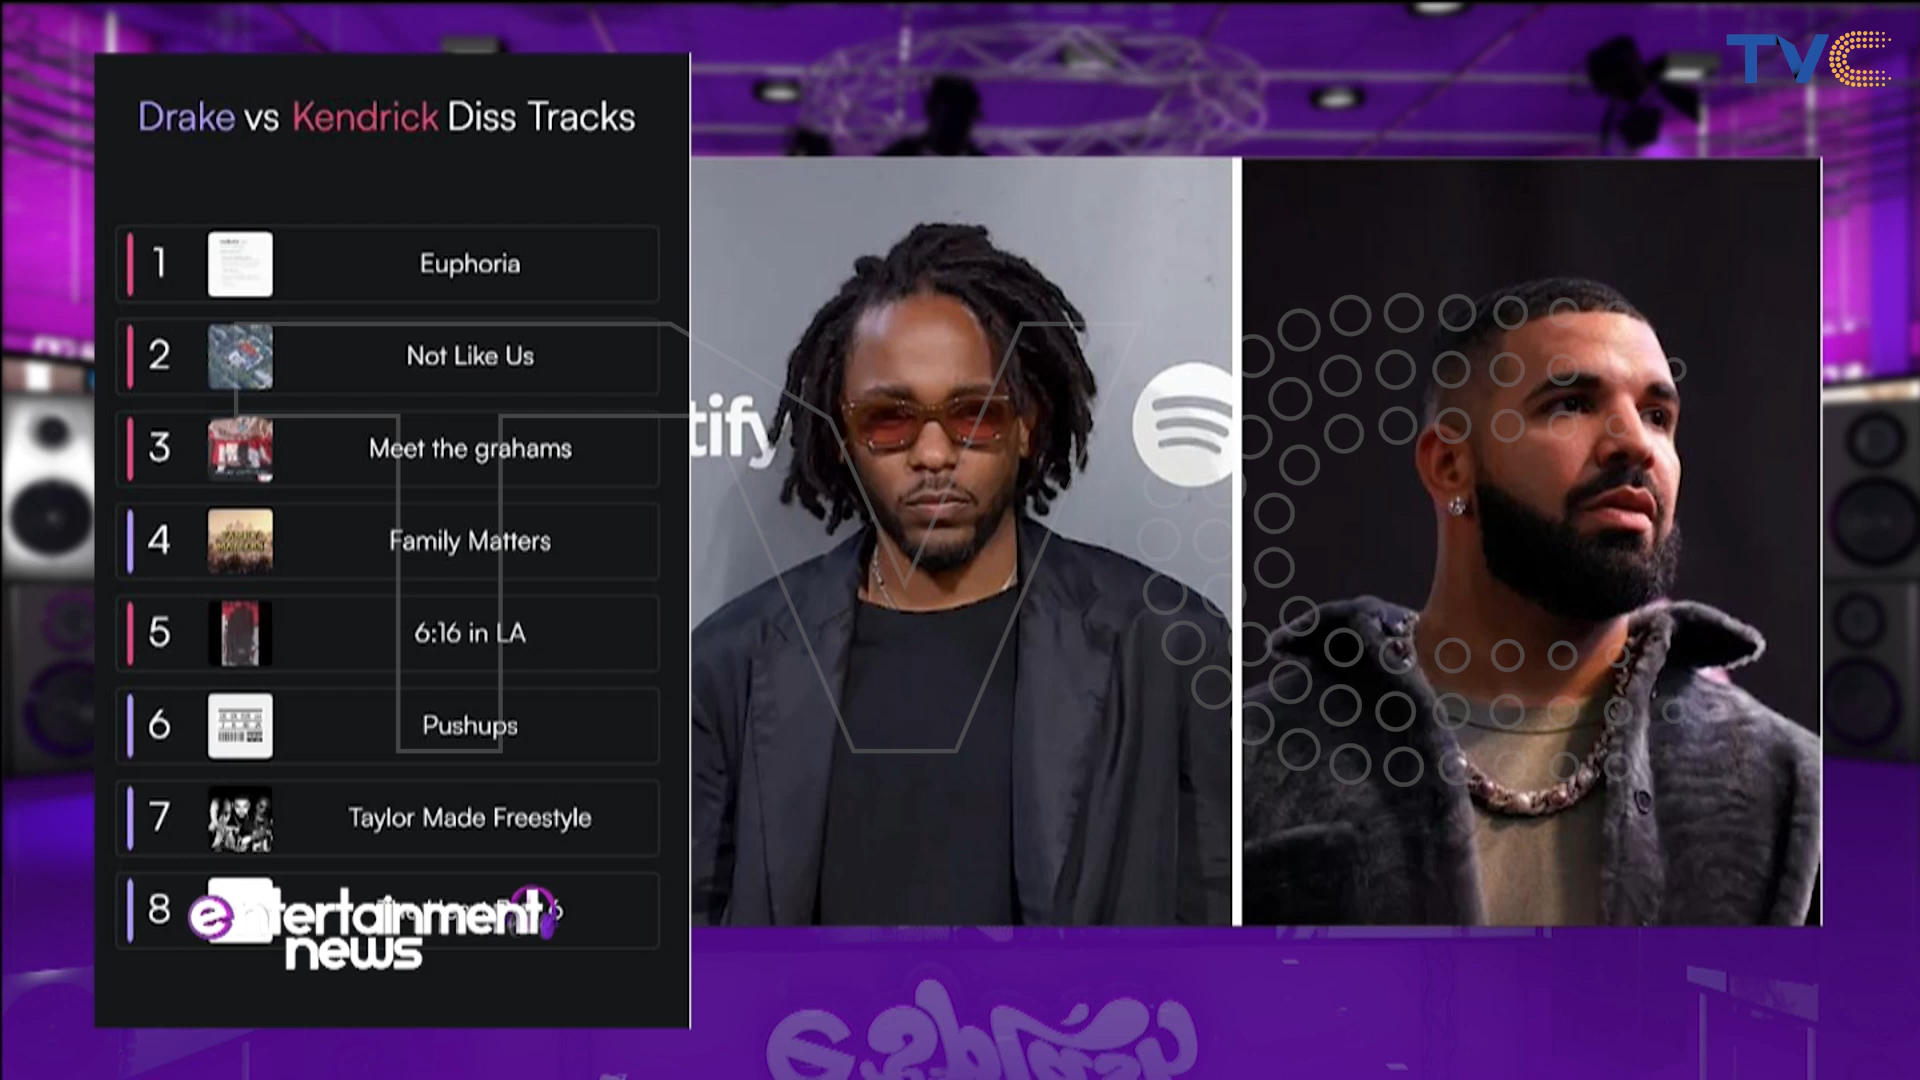 TVC
Drake vs Kendrick Diss Tracks
1 Euphoria
2 Not Like Us
3 Meet the grahams
4 Family Matters
5 6:16 in LA
6 Pushups
7 Taylor Made Freestyle
8
entertainment
news
tify